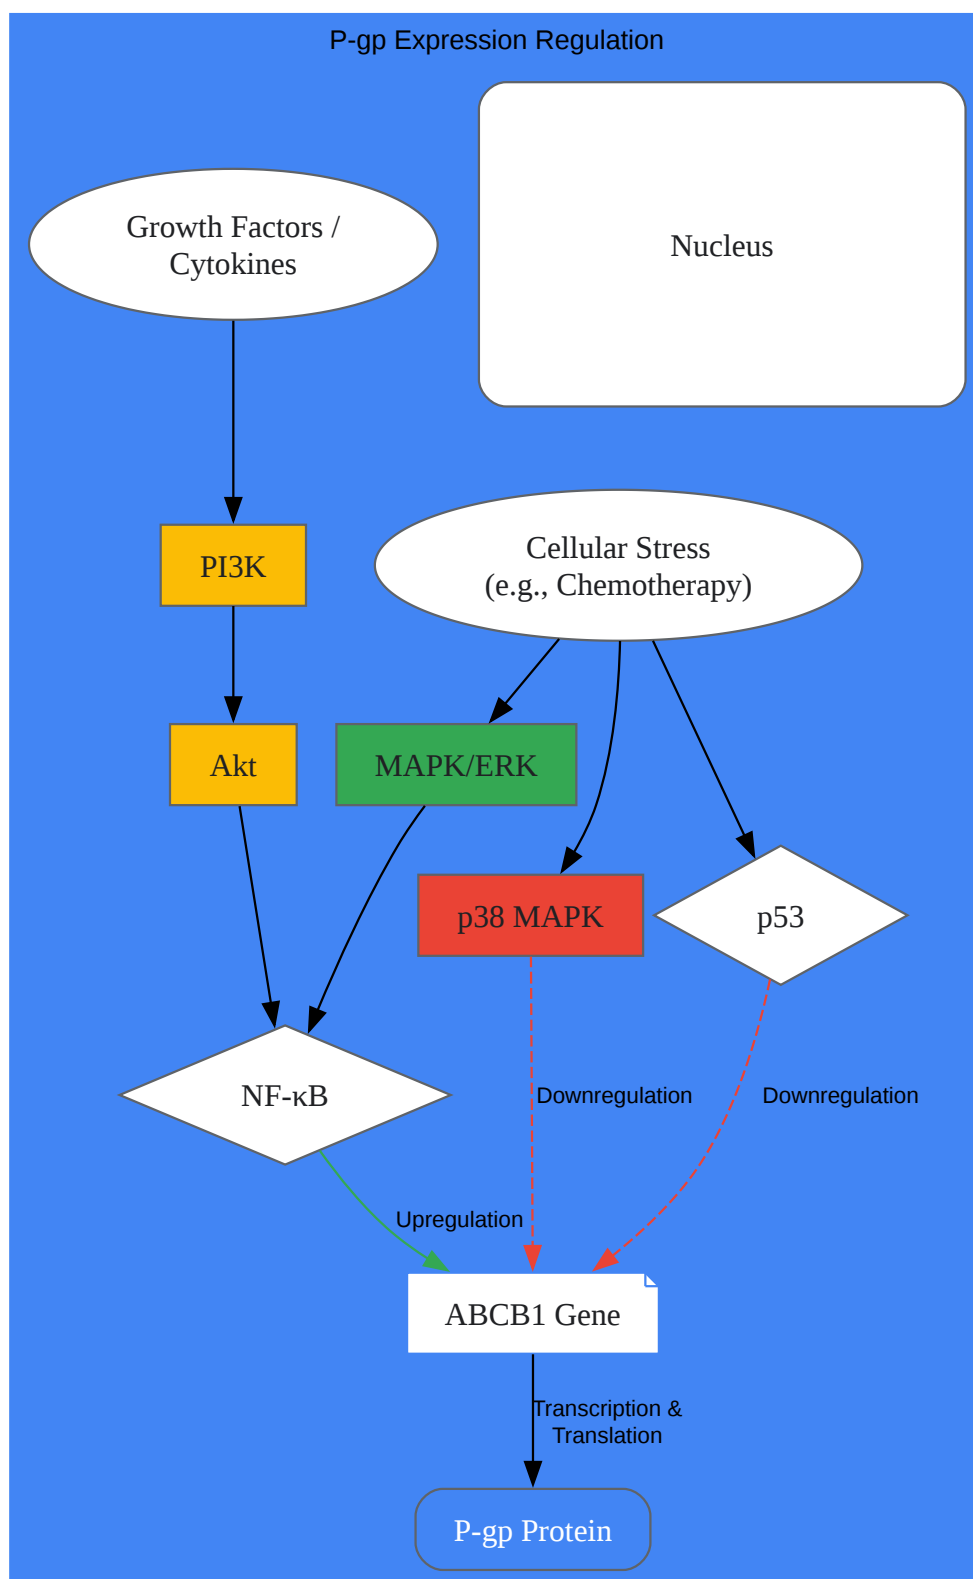 P-gp Expression Regulation
Nucleus
Growth Factors /
Cytokines
Cellular Stress
(e.g., Chemotherapy)
PI3K
Akt
MAPK/ERK
p38 MAPK
p53
NF-κB
Downregulation
Downregulation
Upregulation
ABCB1 Gene
Transcription &
Translation
P-gp Protein